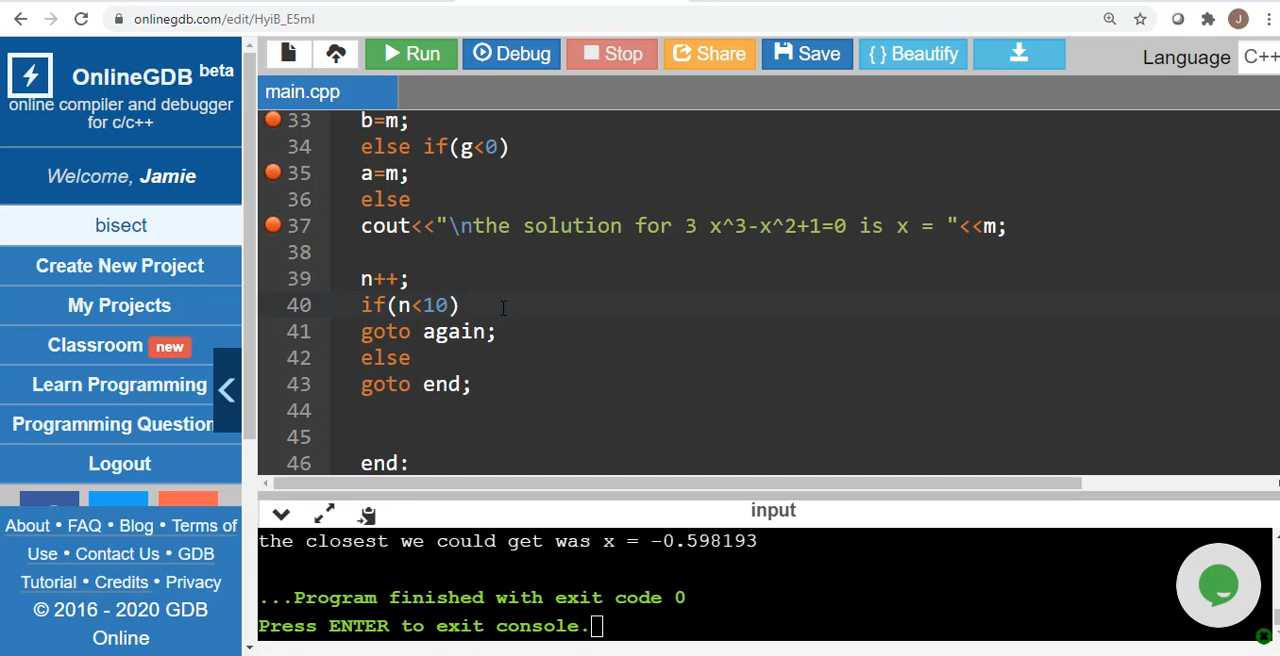 onlinegdb.com/edit/HyiB_E5mI
J
OnlineGDB beta
online compiler and debugger
for c/c++
Welcome, Jamie
bisect
Create New Project
My Projects
Classroom new
Learn Programming
Programming Question
Logout
About • FAQ • Blog • Terms of
Use • Contact Us • GDB
Tutorial • Credits • Privacy
© 2016 - 2020 GDB
Online
Run Debug Stop Share Save { } Beautify Language C++
main.cpp
33 b=m;
34 else if(g<0)
35 a=m;
36 else
37 cout<<"\nthe solution for 3 x^3-x^2+1=0 is x = "<<m;
38
39 n++;
40 if(n<10)
41 goto again;
42 else
43 goto end;
44
45
46 end:
input
the closest we could get was x = -0.598193
...Program finished with exit code 0
Press ENTER to exit console.